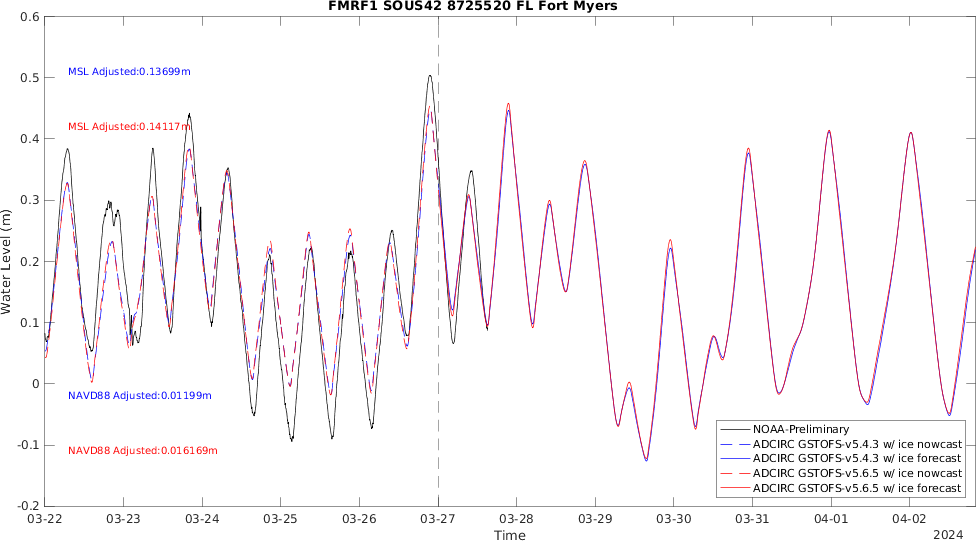 FMRF1 SOUS42 8725520 FL Fort Myers
0.6
0.5
0.4
0.3
0.2
0.1
0
-0.1
-0.2
Water Level (m)
MSL Adjusted:0.13699m
MSL Adjusted:0.14117m
NAVD88 Adjusted:0.01199m
NAVD88 Adjusted:0.016169m
NOAA-Preliminary
ADCIRC GSTOFS-v5.4.3 w/ ice nowcast
ADCIRC GSTOFS-v5.4.3 w/ ice forecast
ADCIRC GSTOFS-v5.6.5 w/ ice nowcast
ADCIRC GSTOFS-v5.6.5 w/ ice forecast
03-22 03-23 03-24 03-25 03-26 03-27 03-28 03-29 03-30 03-31 04-01 04-02
Time
2024